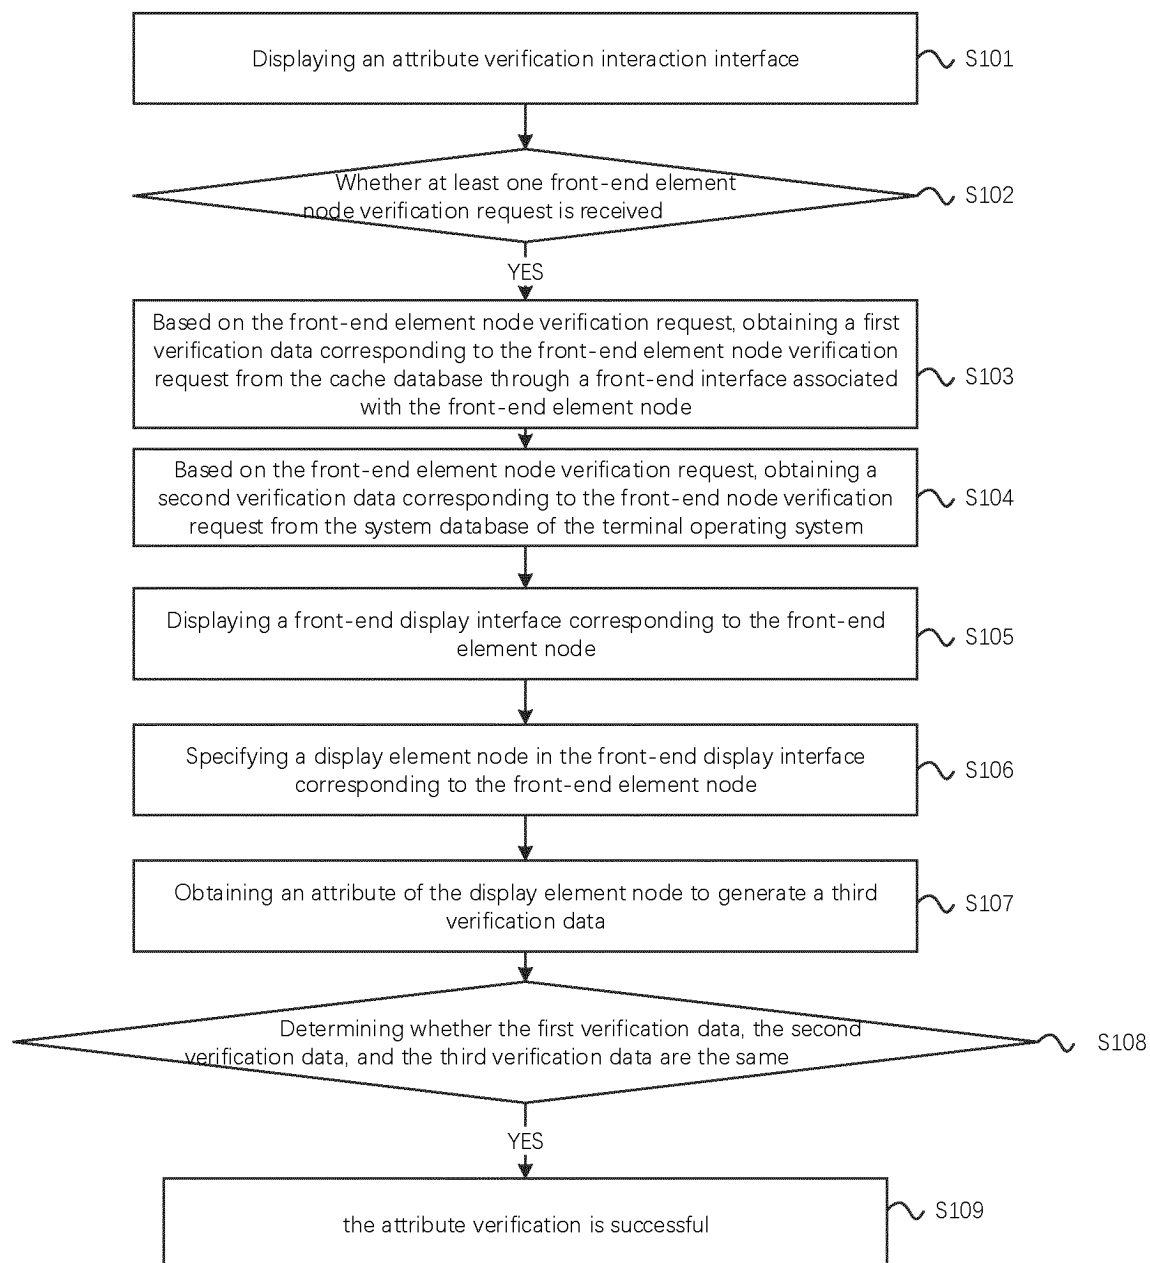 Displaying an attribute verification interaction interface
S101
Whether at least one front-end element
node verification request is received
S102
YES
Based on the front-end element node verification request, obtaining a first
verification data corresponding to the front-end element node verification
request from the cache database through a front-end interface associated
with the front-end element node
S103
Based on the front-end element node verification request, obtaining a
second verification data corresponding to the front-end node verification
request from the system database of the terminal operating system
S104
Displaying a front-end display interface corresponding to the front-end
element node
S105
Specifying a display element node in the front-end display interface
corresponding to the front-end element node
S106
Obtaining an attribute of the display element node to generate a third
verification data
S107
Determining whether the first verification data, the second
verification data, and the third verification data are the same
S108
YES
the attribute verification is successful
S109